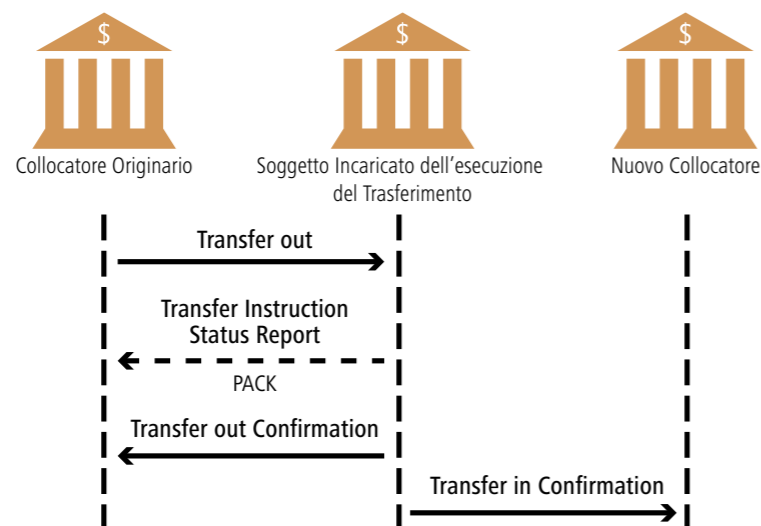 $
$
$
Collocatore Originario
Soggetto Incaricato dell'esecuzione
del Trasferimento
Nuovo Collocatore
Transfer out
Transfer Instruction
Status Report
PACK
Transfer out Confirmation
Transfer in Confirmation